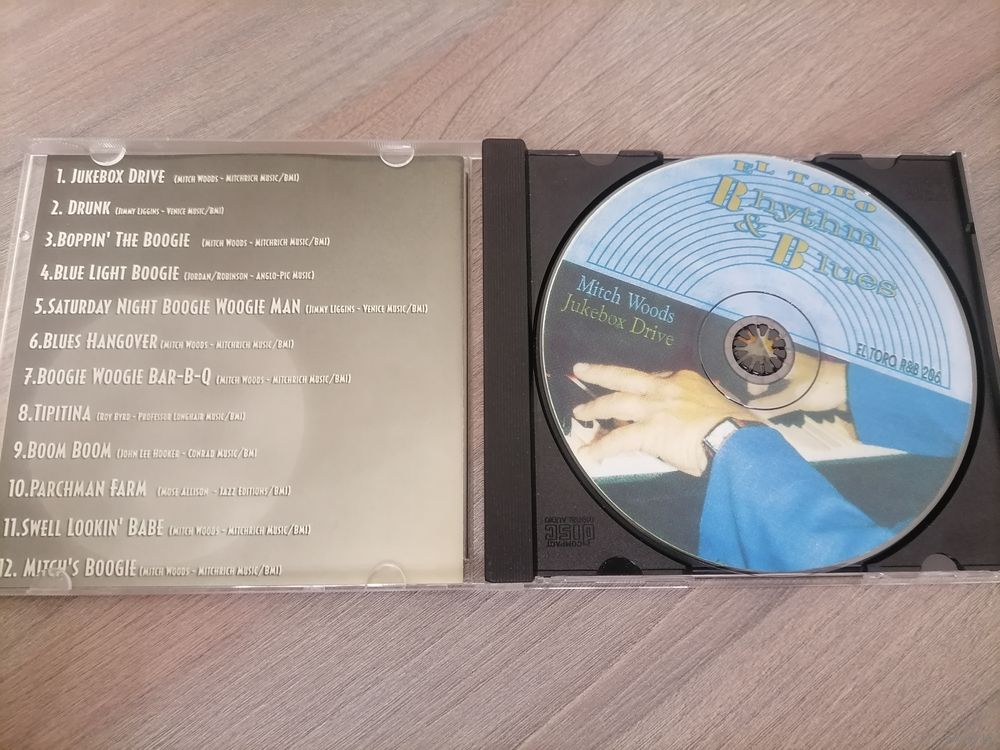 1. JUKEBOX DRIVE (MITCH WOODS ~ MITCHRICH MUSIC/BMI)
2. DRUNK (JIMMY LIGGINS ~ VENICE MUSIC/BMI)
3.BOPPIN' THE BOOGIE (MITCH WOODS ~ MITCHRICH MUSIC/BMI)
4.BLUE LIGHT BOOGIE (JORDAN/ROBINSON ~ ANGLO-PIC MUSIC)
5.SATURDAY NIGHT BOOGIE WOOGIE MAN (JIMMY LIGGINS ~ VENICE MUSIC/BMI)
6.BLUES HANGOVER (MITCH WOODS ~ MITCHRICH MUSIC/BMI)
7.BOOGIE WOOGIE BAR-B-Q (MITCH WOODS ~ MITCHRICH MUSIC/BMI)
8.TIPITINA (ROY BYRD ~ PROFESSOR LONGHAIR MUSIC/BMI)
9.BOOM BOOM (JOHN LEE HOOKER ~ CONRAD MUSIC/BMI)
10.PARCHMAN FARM (MOSE ALLISON ~ JAZZ EDITIONS/BMI)
11.SWELL LOOKIN' BABE (MITCH WOODS ~ MITCHRICH MUSIC/BMI)
12. MITCH'S BOOGIE (MITCH WOODS ~ MITCHRICH MUSIC/BMI)
EL TORO
Rhythm
& Blues
Mitch Woods
Jukebox Drive
EL TORO R&B 206
COMPACT
disc
DIGITAL AUDIO